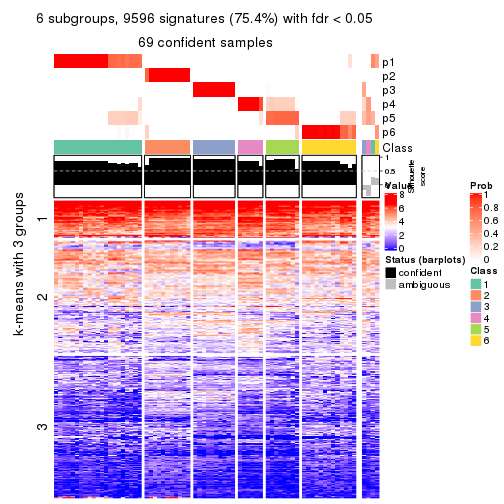 6 subgroups, 9596 signatures (75.4%) with fdr < 0.05
69 confident samples
p1
p2
p3
p4
p5
p6
Class
1
0.5
0
Silhouette
score
k-means with 3 groups
1
2
3
Value
8
6
4
2
0
Status (barplots)
confident
ambiguous
Prob
1
0.8
0.6
0.4
0.2
0
Class
1
2
3
4
5
6